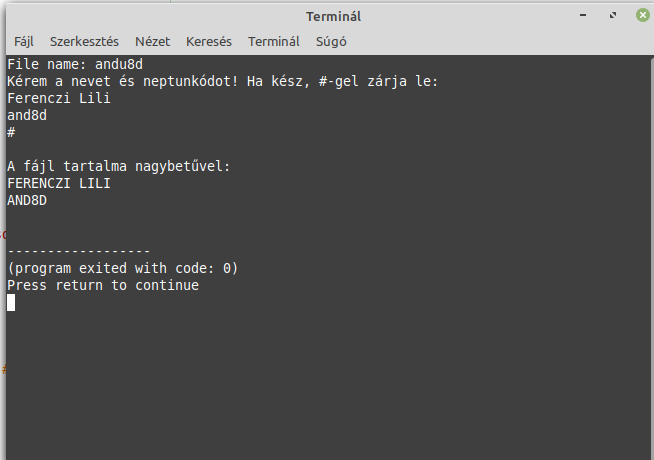 Terminál
Fájl Szerkesztés Nézet Keresés Terminál Súgó
File name: andu8d
Kérem a nevet és neptunkódot! Ha kész, #-gel zárja le:
Ferenczi Lili
and8d
#
A fájl tartalma nagybetűvel:
FERENCZI LILI
AND8D
------------------
(program exited with code: 0)
Press return to continue